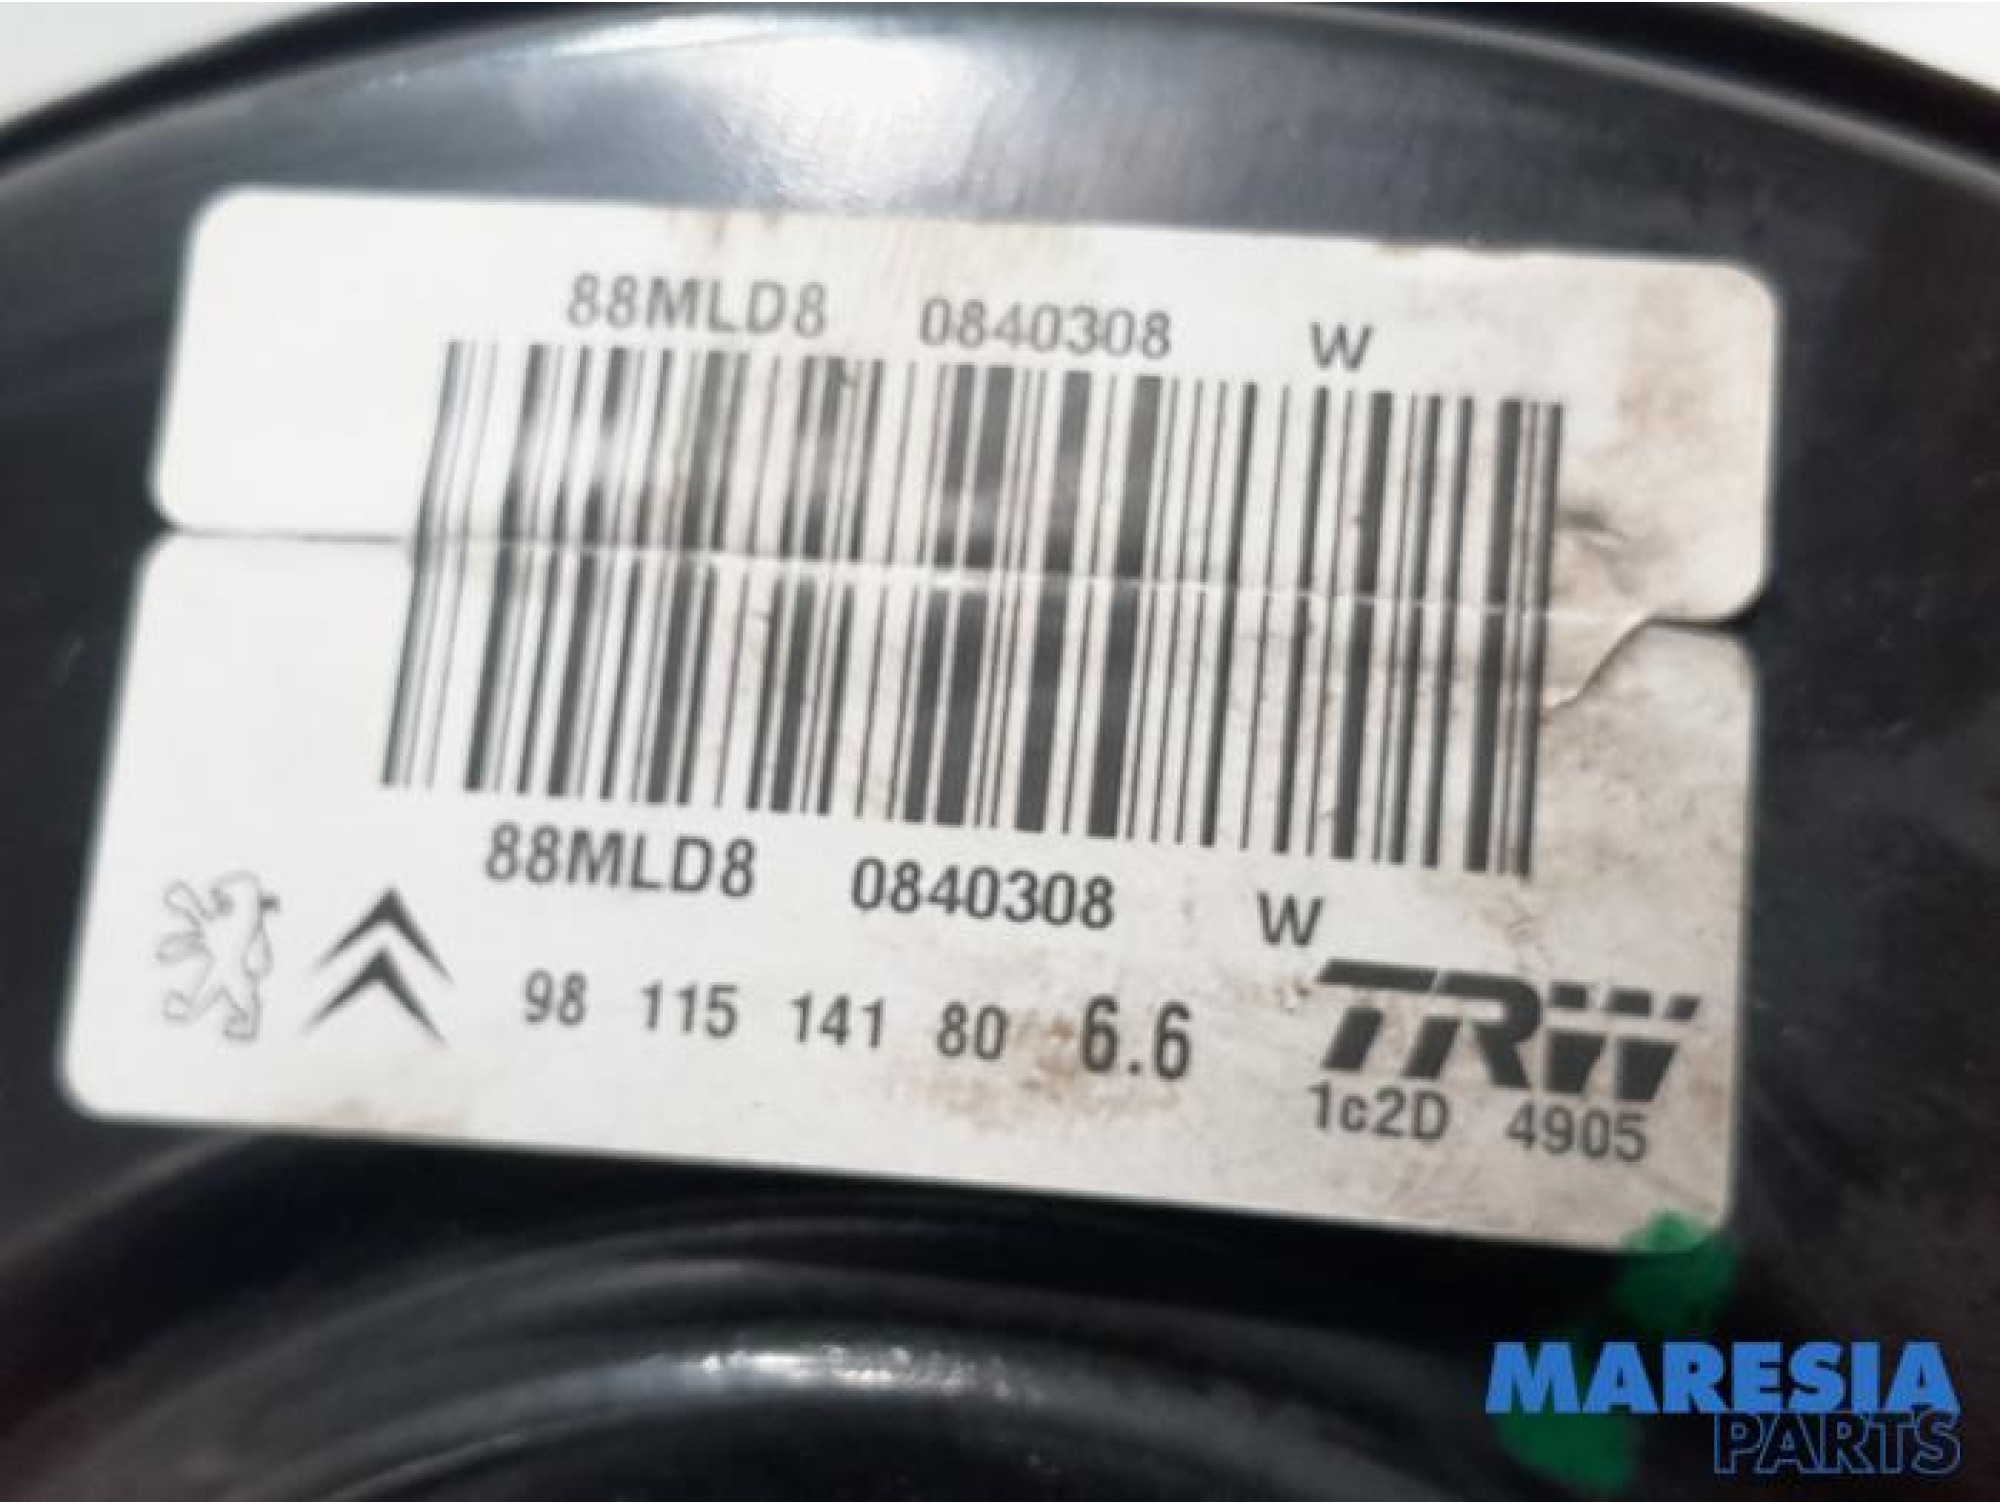 88MLD8 0840308 W
88MLD8 0840308 W
98 115 141 80 6.6
TRW
1c2D 4905
MARESIA
PARTS